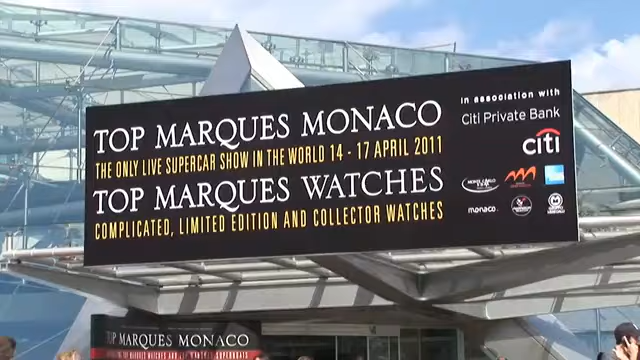 TOP MARQUES MONACO
THE ONLY LIVE SUPERCAR SHOW IN THE WORLD 14 - 17 APRIL 2011
TOP MARQUES WATCHES
COMPLICATED, LIMITED EDITION AND COLLECTOR WATCHES
in association with
Citi Private Bank
citi
monaco
TOP MARQUES MONACO